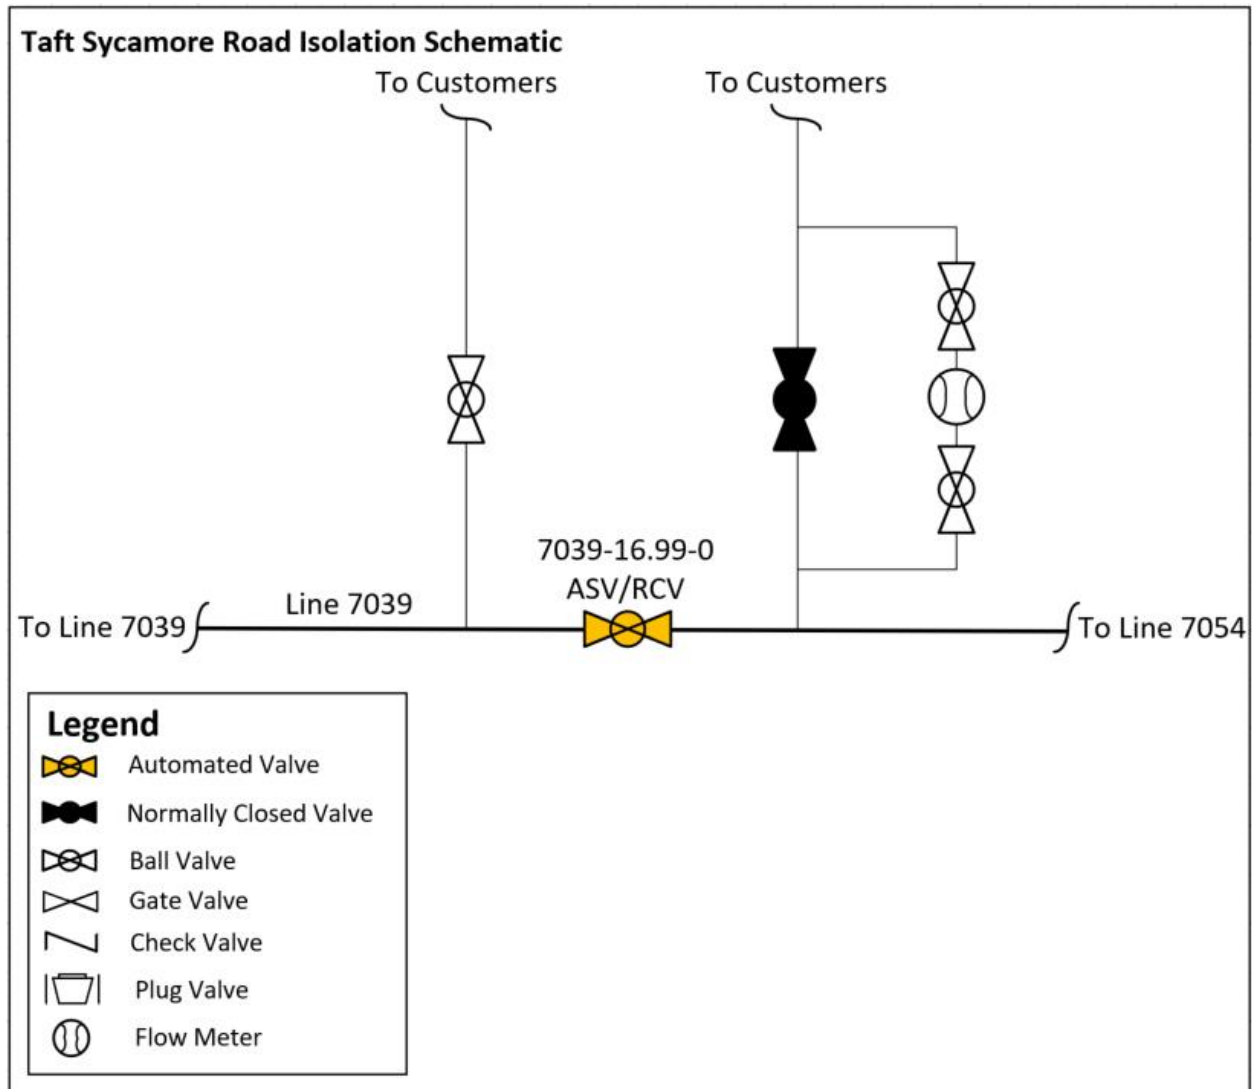 Taft Sycamore Road Isolation Schematic
To Customers
To Customers
7039-16.99-0
ASV/RCV
Line 7039
To Line 7039
To Line 7054
Legend
Automated Valve
Normally Closed Valve
Ball Valve
Gate Valve
Check Valve
Plug Valve
Flow Meter